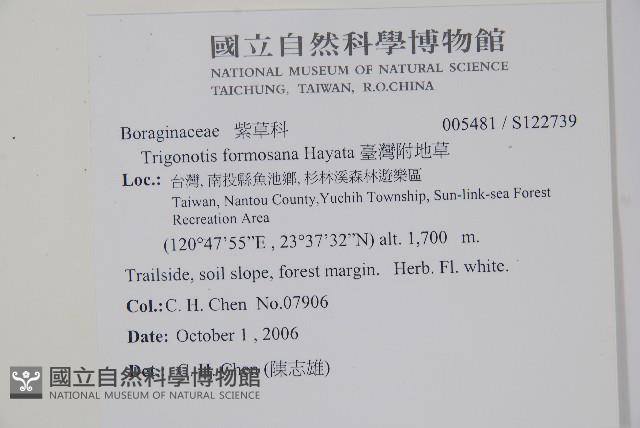 國立自然科學博物館
NATIONAL MUSEUM OF NATURAL SCIENCE
TAICHUNG, TAIWAN, R.O.CHINA
Boraginaceae 紫草科 005481 / S122739
Trigonotis formosana Hayata 臺灣附地草
Loc.: 台灣, 南投縣魚池鄉, 杉林溪森林遊樂區
Taiwan, Nantou County,Yuchih Township, Sun-link-sea Forest
Recreation Area
(120°47'55"E , 23°37'32"N) alt. 1,700 m.
Trailside, soil slope, forest margin. Herb. Fl. white.
Col.: C. H. Chen No.07906
Date: October 1 , 2006
Det.: C. H. Chen (陳志雄)
國立自然科學博物館
NATIONAL MUSEUM OF NATURAL SCIENCE